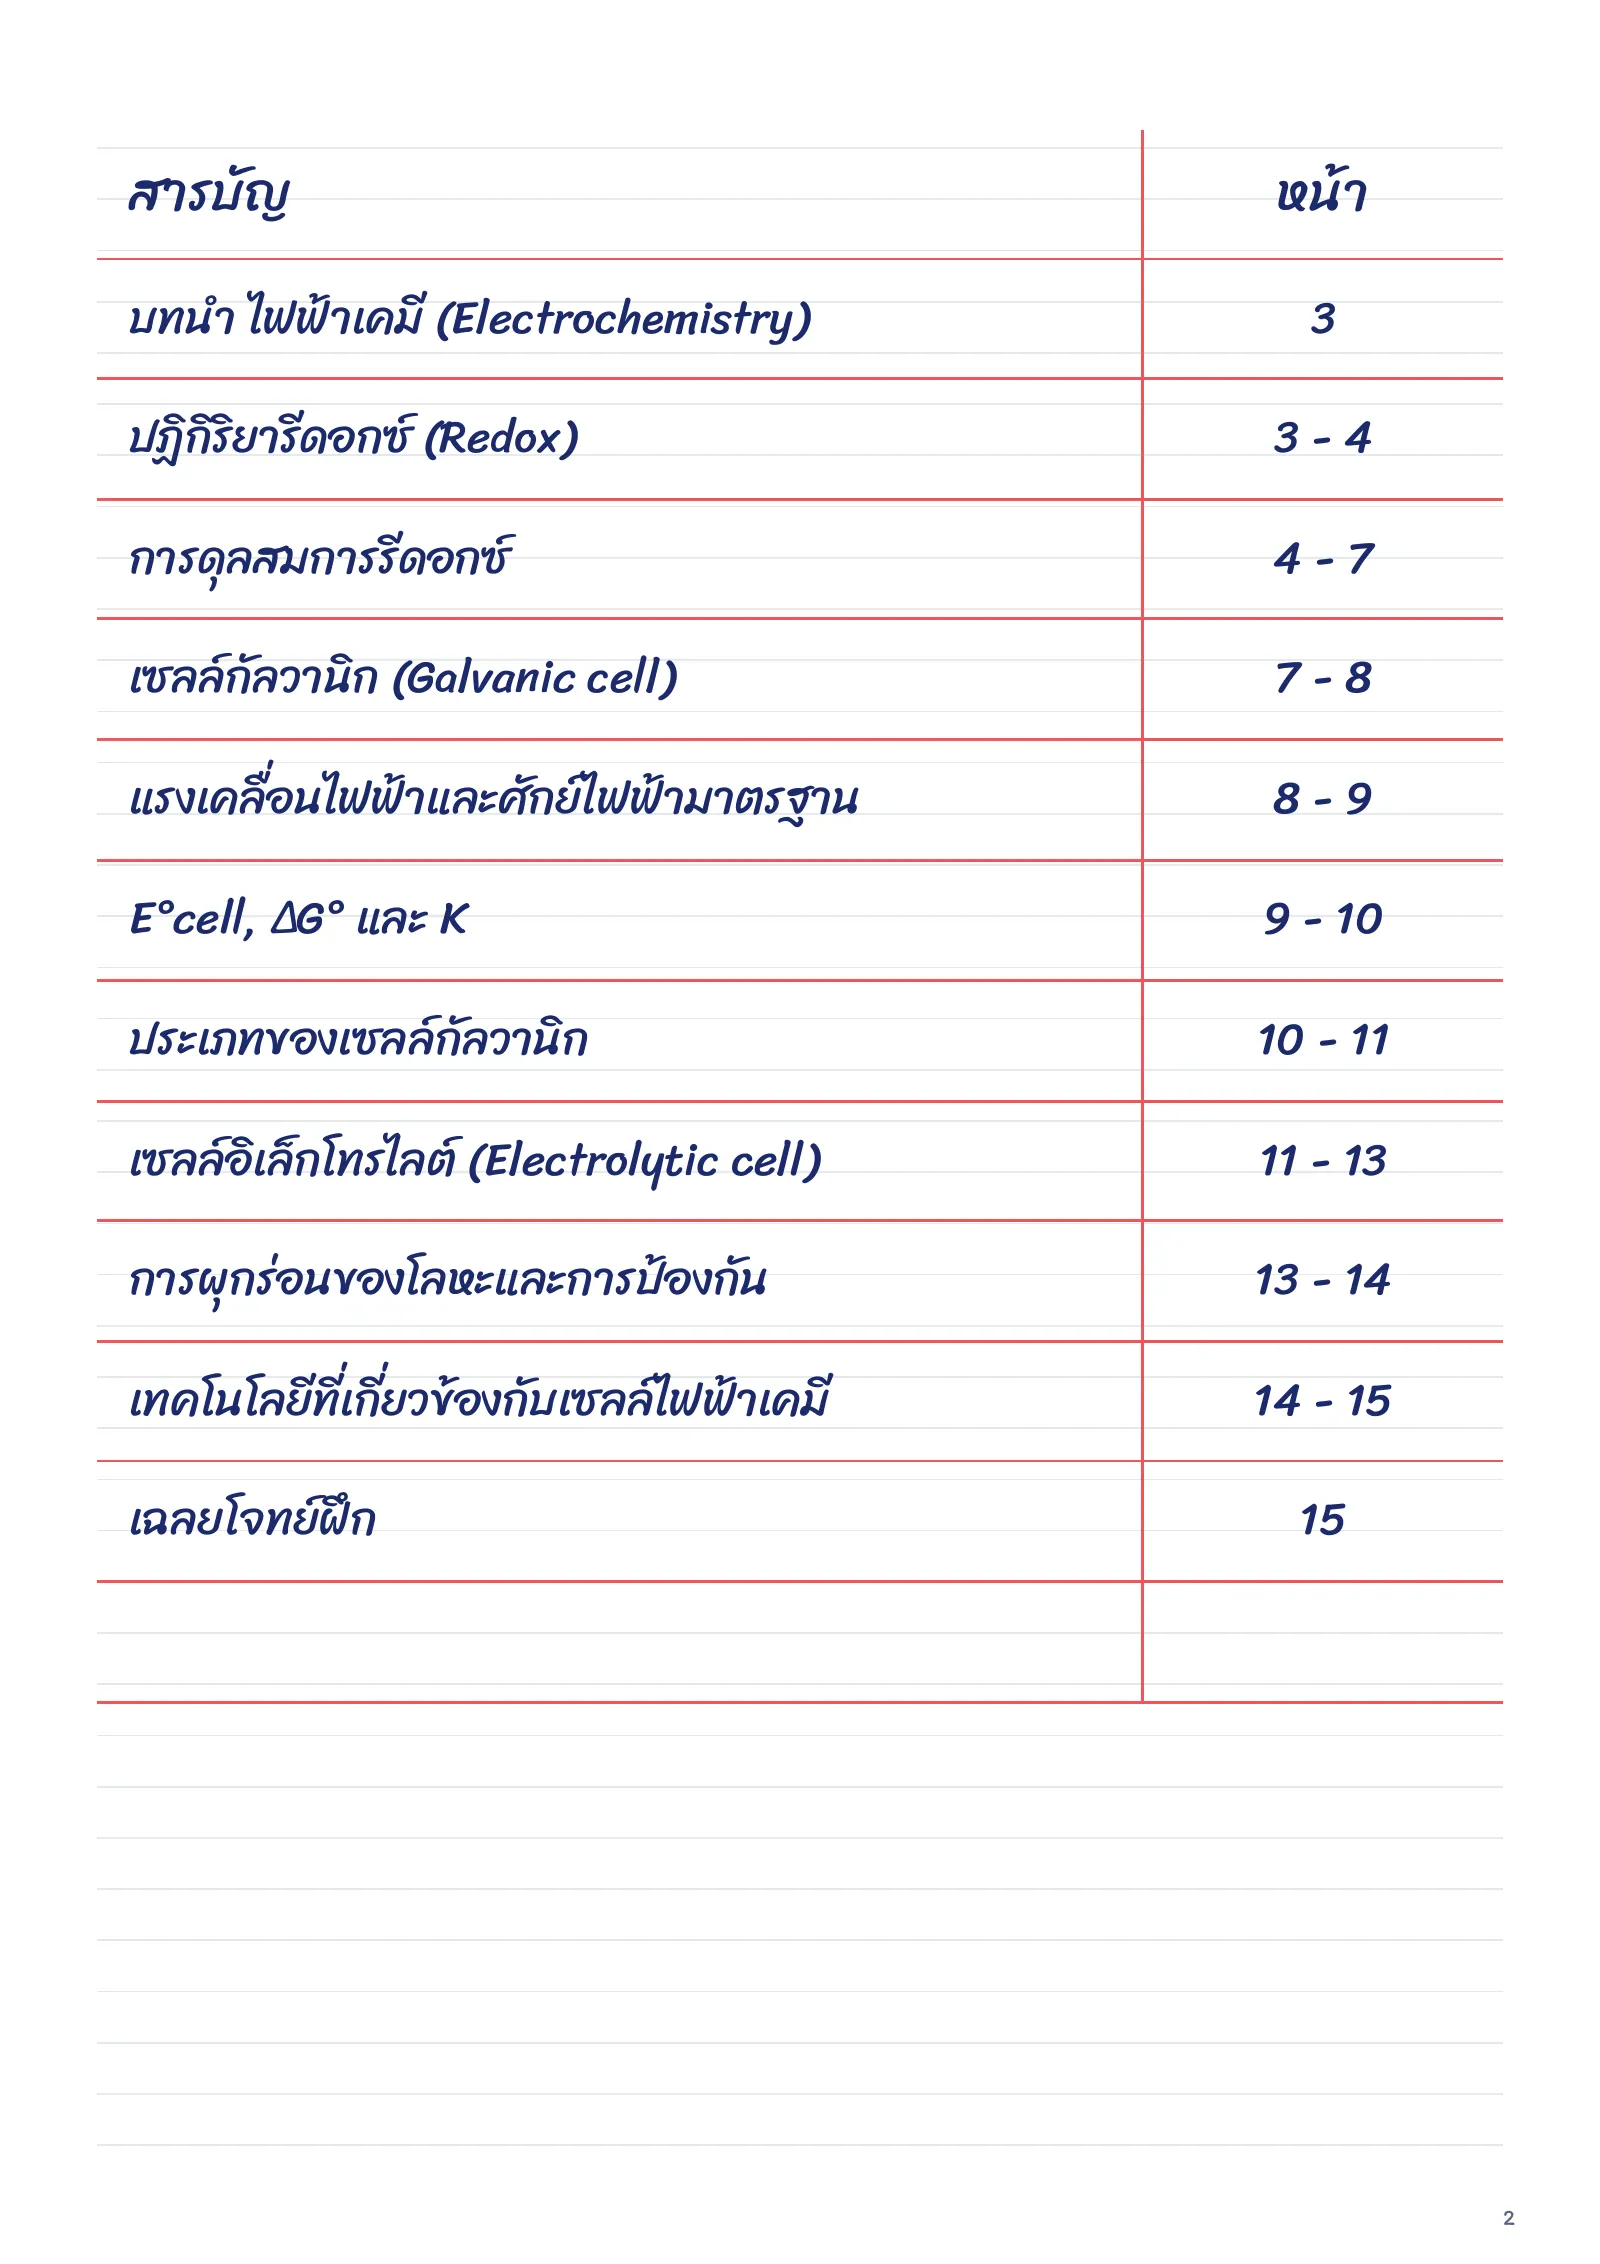 สารบัญ หน้า
บทนำ ไฟฟ้าเคมี (Electrochemistry) 3
ปฏิกิริยารีดอกซ์ (Redox) 3 - 4
การดุลสมการรีดอกซ์ 4 - 7
เซลล์กัลวานิก (Galvanic cell) 7 - 8
แรงเคลื่อนไฟฟ้าและศักย์ไฟฟ้ามาตรฐาน 8 - 9
E°cell, ΔG° และ K 9 - 10
ประเภทของเซลล์กัลวานิก 10 - 11
เซลล์อิเล็กโทรไลต์ (Electrolytic cell) 11 - 13
การผุกร่อนของโลหะและการป้องกัน 13 - 14
เทคโนโลยีที่เกี่ยวข้องกับเซลล์ไฟฟ้าเคมี 14 - 15
เฉลยโจทย์ฝึก 15
2